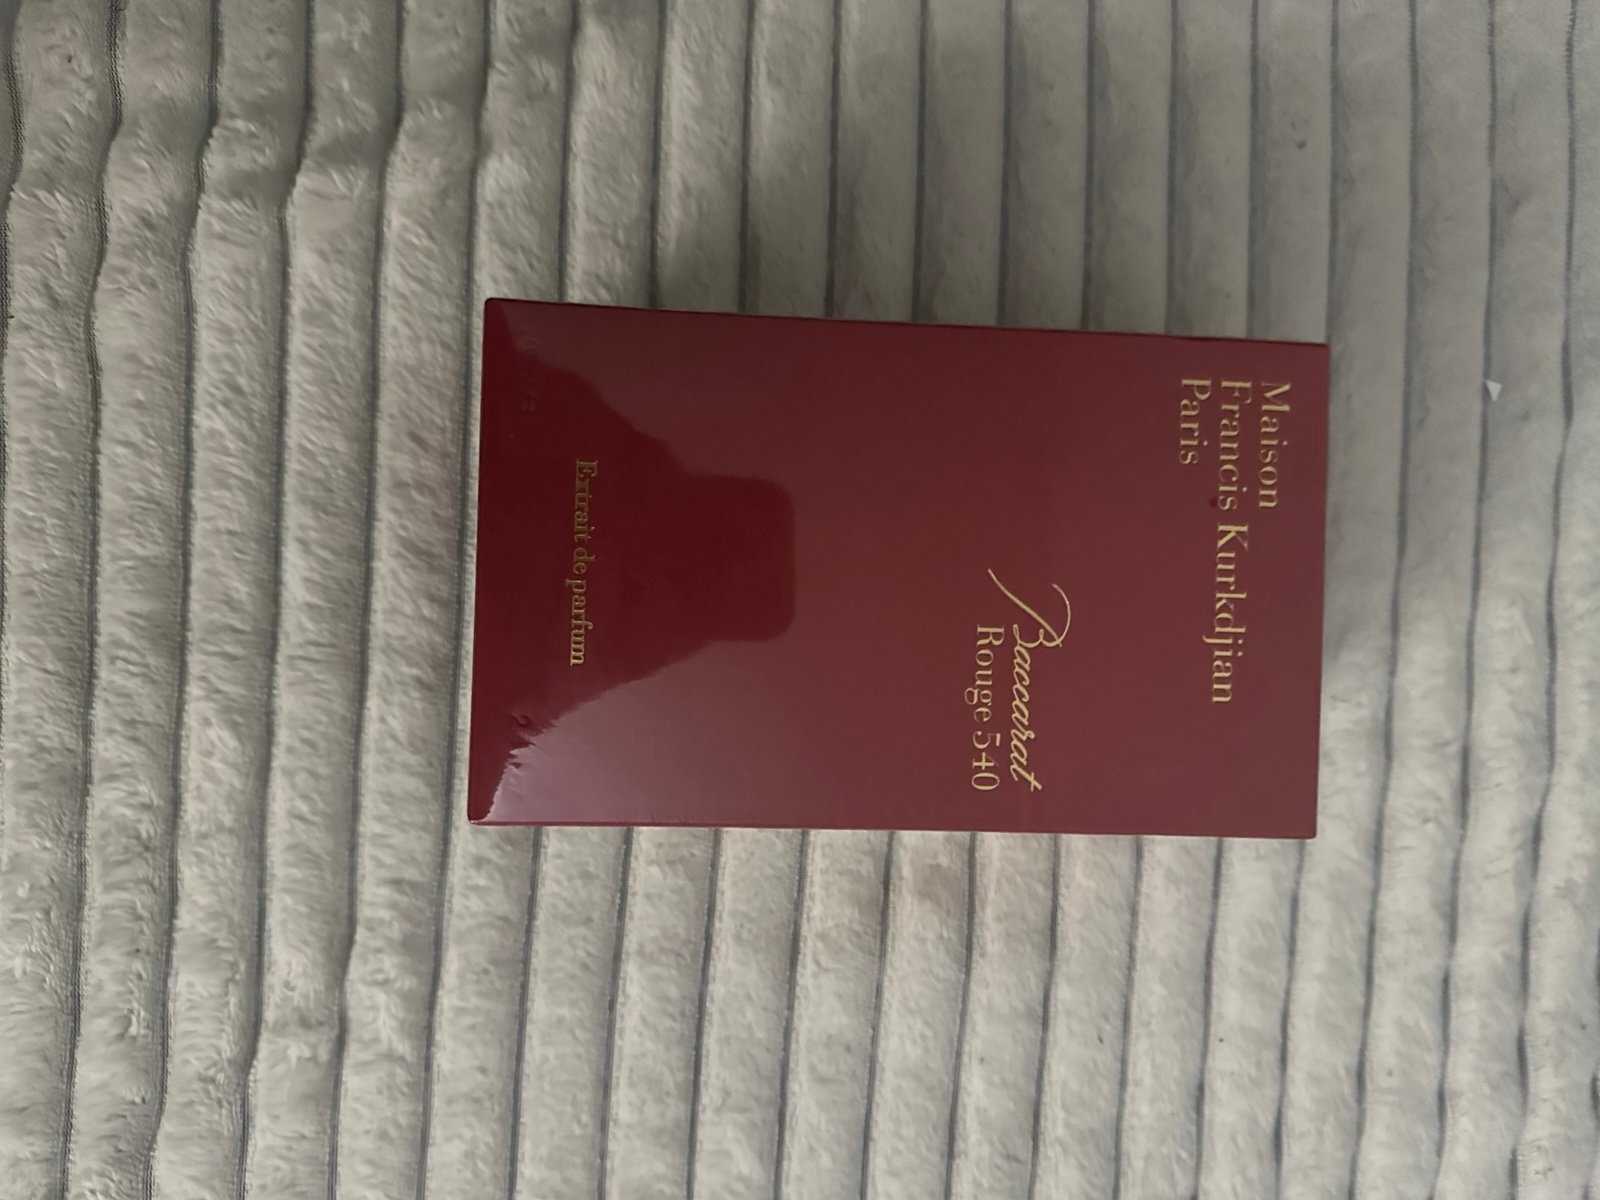 Maison
Francis Kurkdjian
Paris
Baccarat
Rouge 540
Extrait de parfum